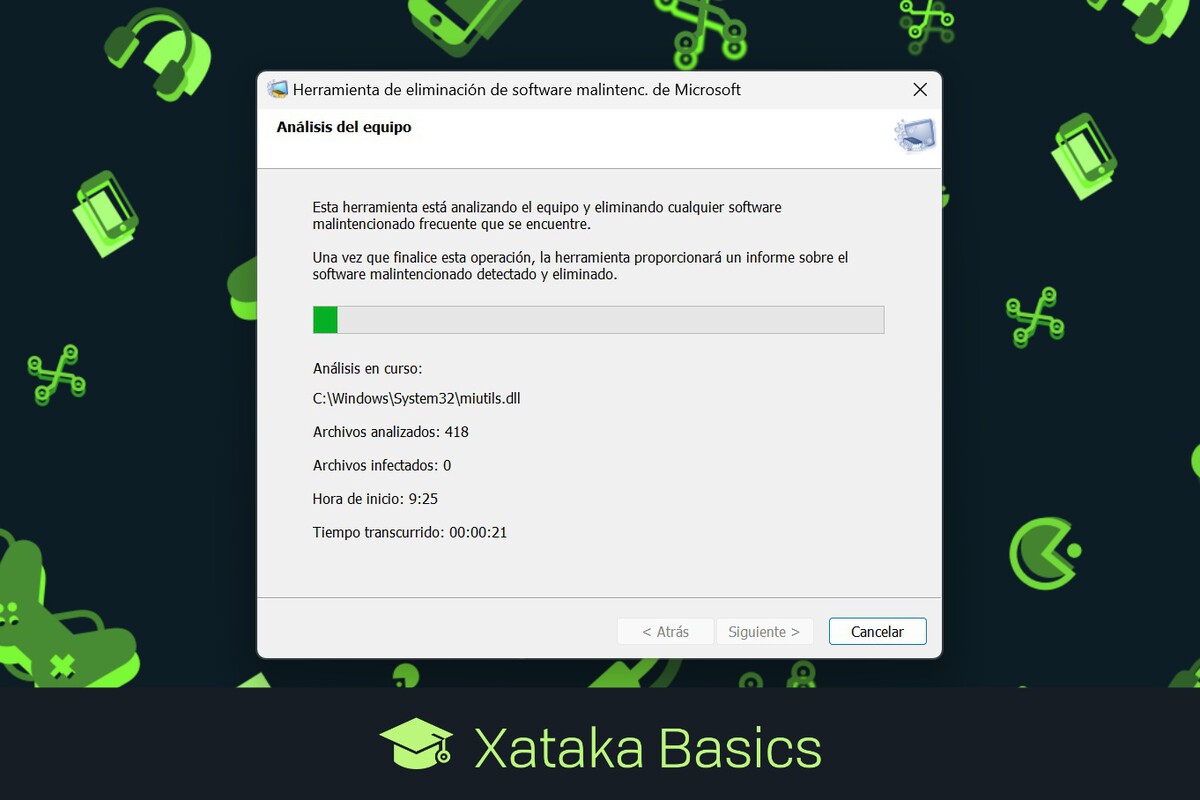 Herramienta de eliminación de software malintenc. de Microsoft
Análisis del equipo
Esta herramienta está analizando el equipo y eliminando cualquier software
malintencionado frecuente que se encuentre.
Una vez que finalice esta operación, la herramienta proporcionará un informe sobre el
software malintencionado detectado y eliminado.
Análisis en curso:
C:\Windows\System32\miutils.dll
Archivos analizados: 418
Archivos infectados: 0
Hora de inicio: 9:25
Tiempo transcurrido: 00:00:21
< Atrás
Siguiente >
Cancelar
Xataka Basics